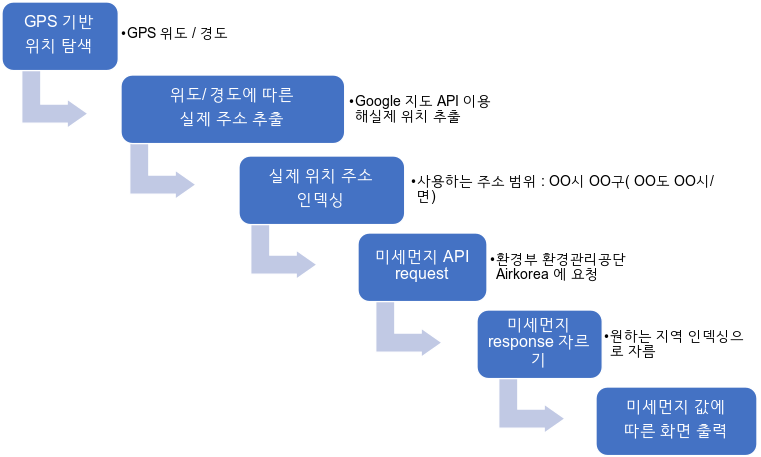 GPS 기반
위치 탐색
•GPS 위도 / 경도
위도/ 경도에 따른
실제 주소 추출
•Google 지도 API 이용
해실제 위치 추출
실제 위치 주소
인덱싱
•사용하는 주소 범위 : OO시 OO구( OO도 OO시/
면)
미세먼지 API
request
•환경부 환경관리공단
Airkorea 에 요청
미세먼지
response 자르
기
•원하는 지역 인덱싱으
로 자름
미세먼지 값에
따른 화면 출력